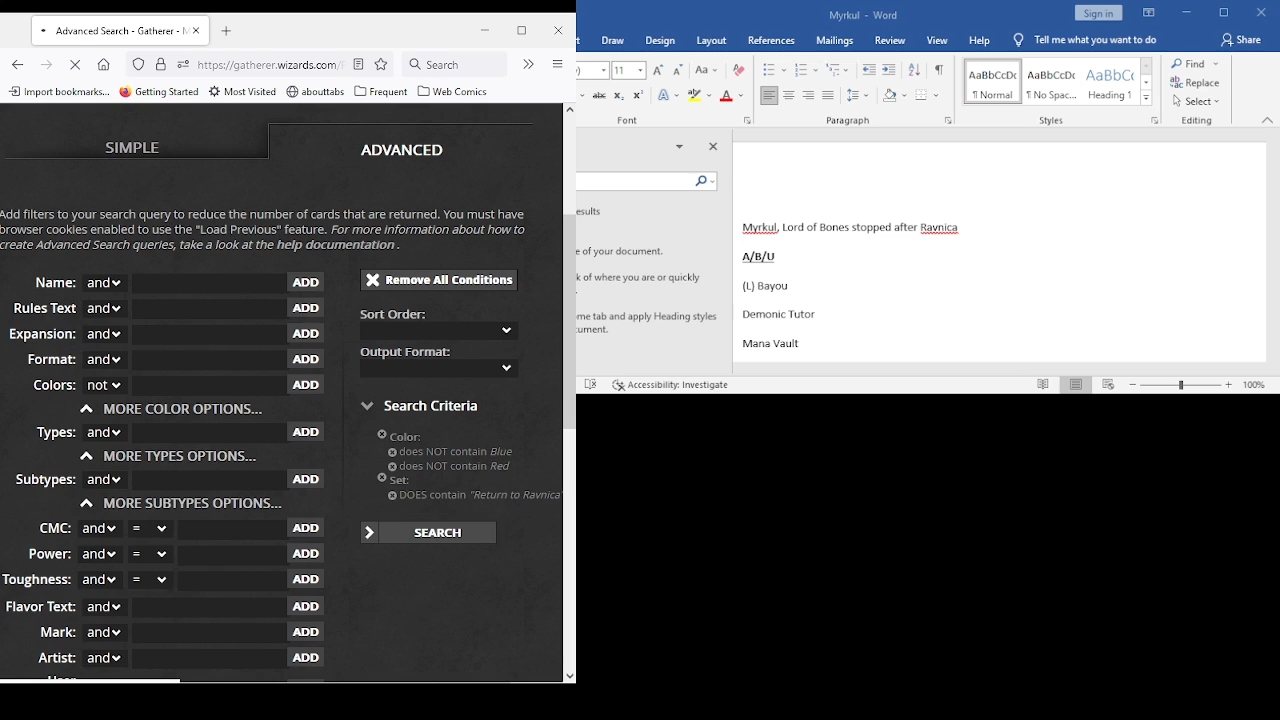 Advanced Search - Gatherer - M
https://gatherer.wizards.com/
Search
Import bookmarks...
Getting Started
Most Visited
abouttabs
Frequent
Web Com
SIMPLE
ADVANCED
Add filters to your search query to reduce the number of cards that are returned. You must have
browser cookies enabled to use the "Lord Previous" feature. For more information about how to
create Advanced Search queries, take a look at the help documentation .
Name: and ADD
Rules Text and ADD
Expansion: and ADD
Format: and ADD
Colors: not ADD
MORE COLOR OPTIONS...
Types: and ADD
MORE TYPES OPTIONS...
Subtypes: and ADD
MORE SUBTYPES OPTIONS...
CMC: and = ADD
Power: and = ADD
Toughness: and = ADD
Flavor Text: and ADD
Mark: and ADD
Artist: and ADD
Remove All Conditions
Sort Order:
Output Format:
Search Criteria
Color:
does NOT contain Blue
does NOT contain Red
Set:
DOES contain "Return to Ravnica"
SEARCH
Myrkul - Word
Sign in
Draw Design Layout References Mailings Review View Help Tell me what you want to do Share
11 Aa
Font
Paragraph
AaBbCcDc AaBbCcDc AaBbCc
¶ Normal ¶ No Spac... Heading 1
Styles
Find
Replace
Select
Editing
esults
e of your document.
k of where you are or quickly
ome tab and apply Heading styles
cument.
Myrkul, Lord of Bones stopped after Ravnica
A/B/U
(L) Bayou
Demonic Tutor
Mana Vault
Accessibility: Investigate
100%